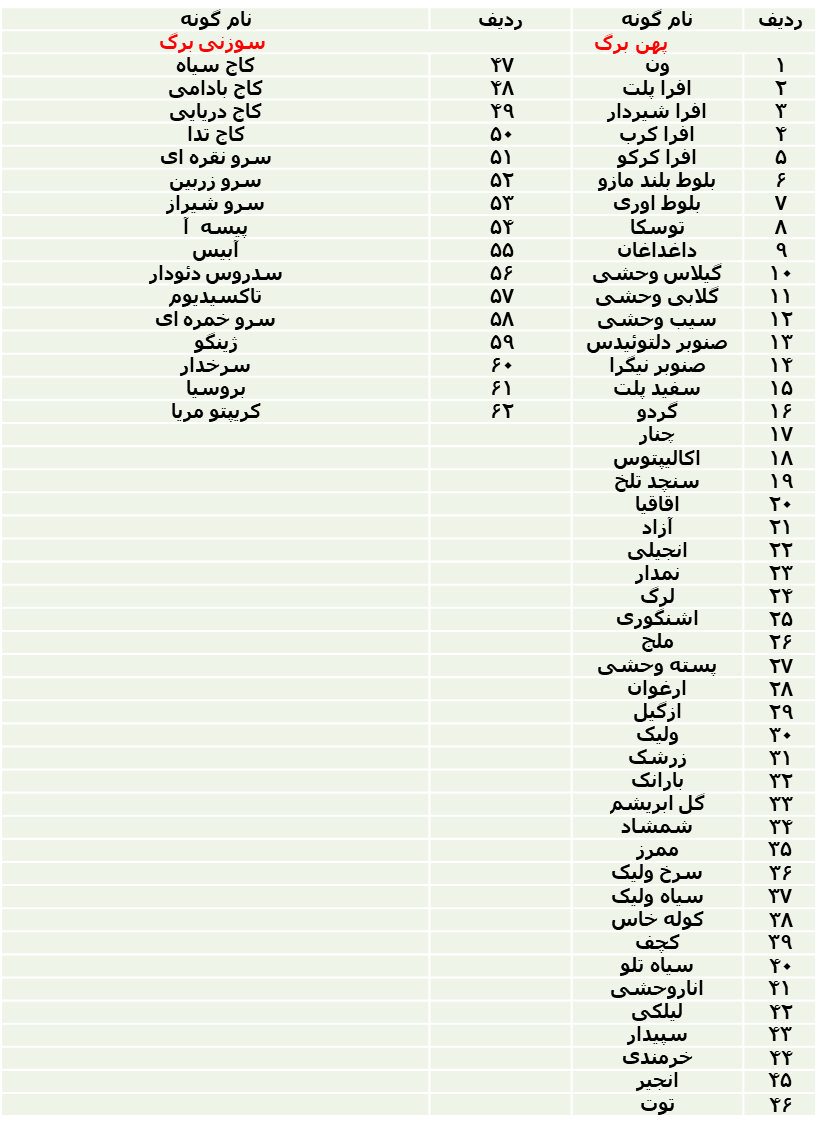 ردیف نام گونه ردیف نام گونه
پهن برگ سوزنی برگ
۱ ون ۴۷ کاج سیاه
۲ افرا پلت ۴۸ کاج بادامی
۳ افرا شیردار ۴۹ کاج دریایی
۴ افرا کرب ۵۰ کاج تدا
۵ افرا کرکو ۵۱ سرو نقره ای
۶ بلوط بلند مازو ۵۲ سرو زربین
۷ بلوط اوری ۵۳ سرو شیراز
۸ توسکا ۵۴ پیسه آ
۹ داغداغان ۵۵ آبیس
۱۰ گیلاس وحشی ۵۶ سدروس دئودار
۱۱ گلابی وحشی ۵۷ تاکسیدیوم
۱۲ سیب وحشی ۵۸ سرو خمره ای
۱۳ صنوبر دلتوئیدس ۵۹ ژینگو
۱۴ صنوبر نیگرا ۶۰ سرخدار
۱۵ سفید پلت ۶۱ بروسیا
۱۶ گردو ۶۲ کریپتو مریا
۱۷ چنار
۱۸ اکالیپتوس
۱۹ سنچد تلخ
۲۰ اقاقیا
۲۱ آزاد
۲۲ انجیلی
۲۳ نمدار
۲۴ لرگ
۲۵ اشنگوری
۲۶ ملج
۲۷ پسته وحشی
۲۸ ارغوان
۲۹ ازگیل
۳۰ ولیک
۳۱ زرشک
۳۲ بارانک
۳۳ گل ابریشم
۳۴ شمشاد
۳۵ ممرز
۳۶ سرخ ولیک
۳۷ سیاه ولیک
۳۸ کوله خاس
۳۹ کچف
۴۰ سیاه تلو
۴۱ اناروحشی
۴۲ لیلکی
۴۳ سپیدار
۴۴ خرمندی
۴۵ انجیر
۴۶ توت